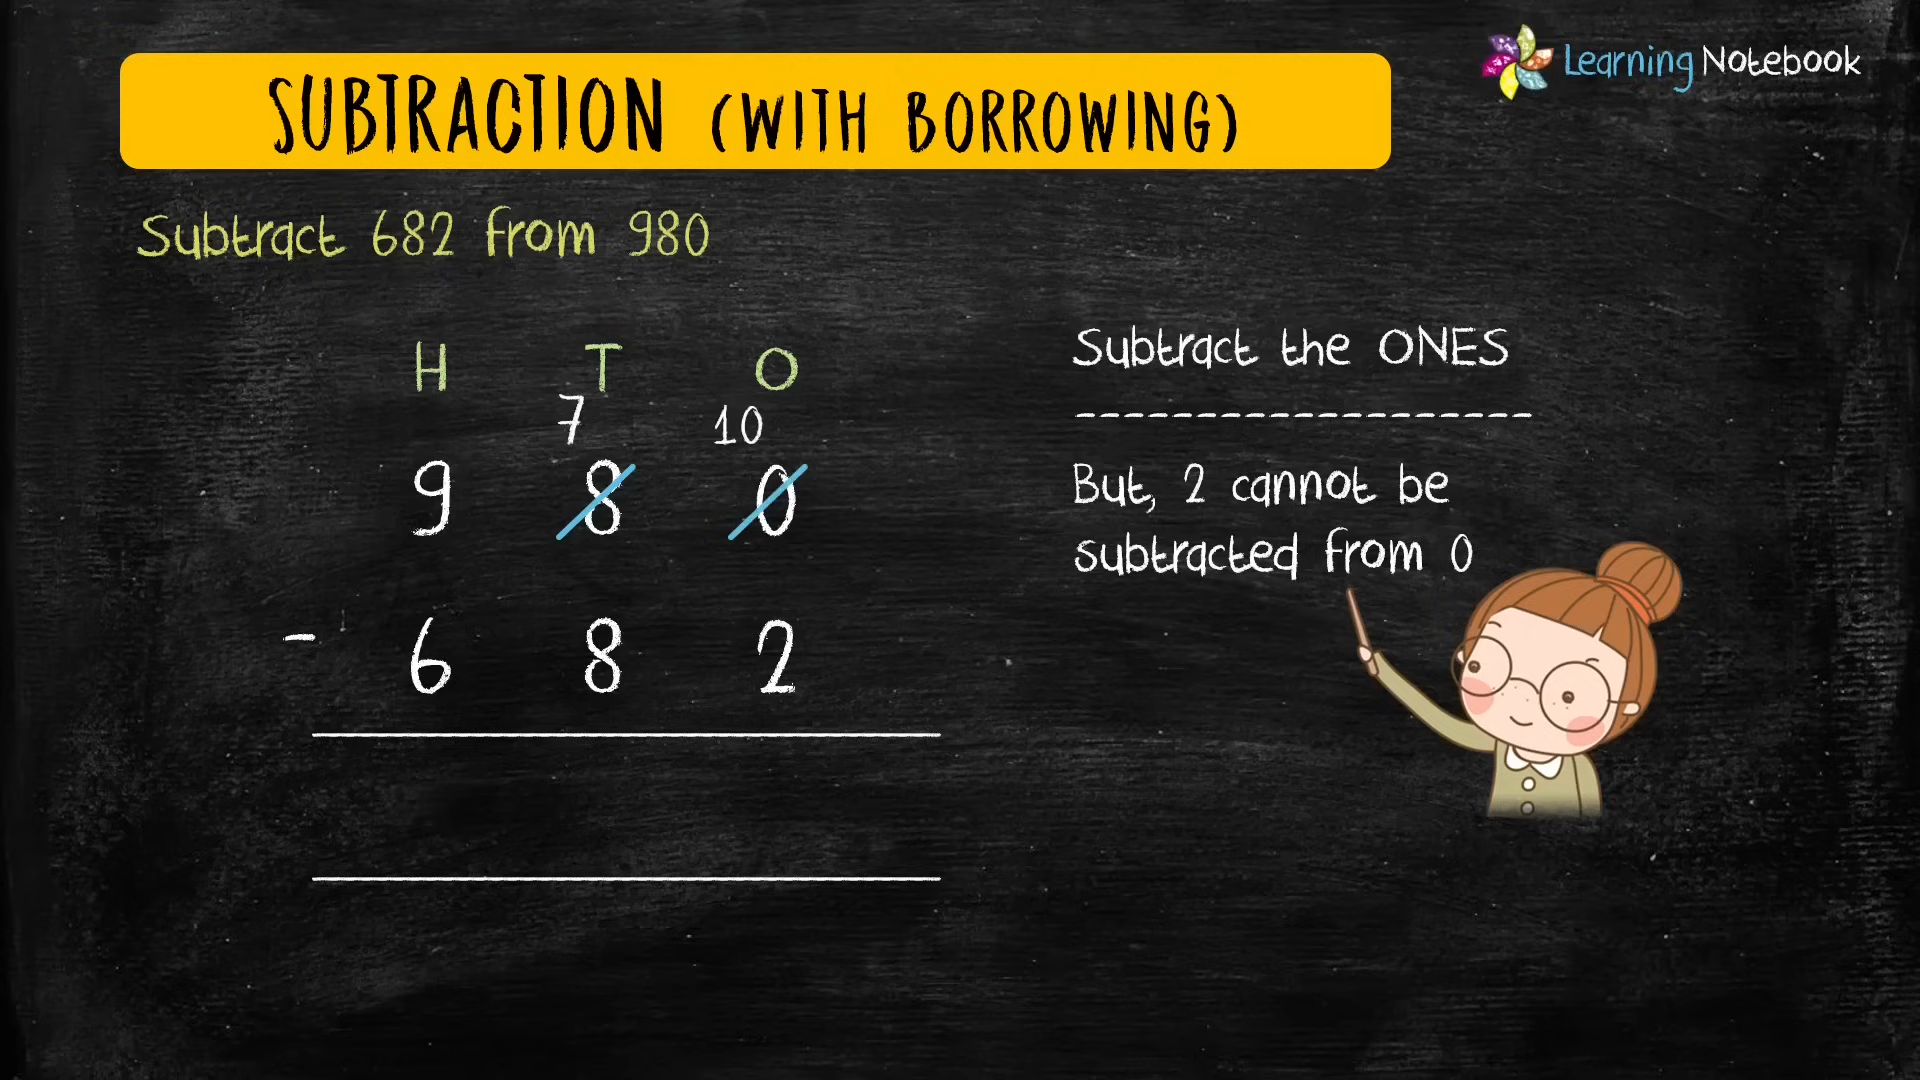 Learning Notebook
SUBTRACTION (WITH BORROWING)
Subtract 682 from 980
H T O
7 10
9 8 0
- 6 8 2
Subtract the ONES
-------------------
But, 2 cannot be
subtracted from 0